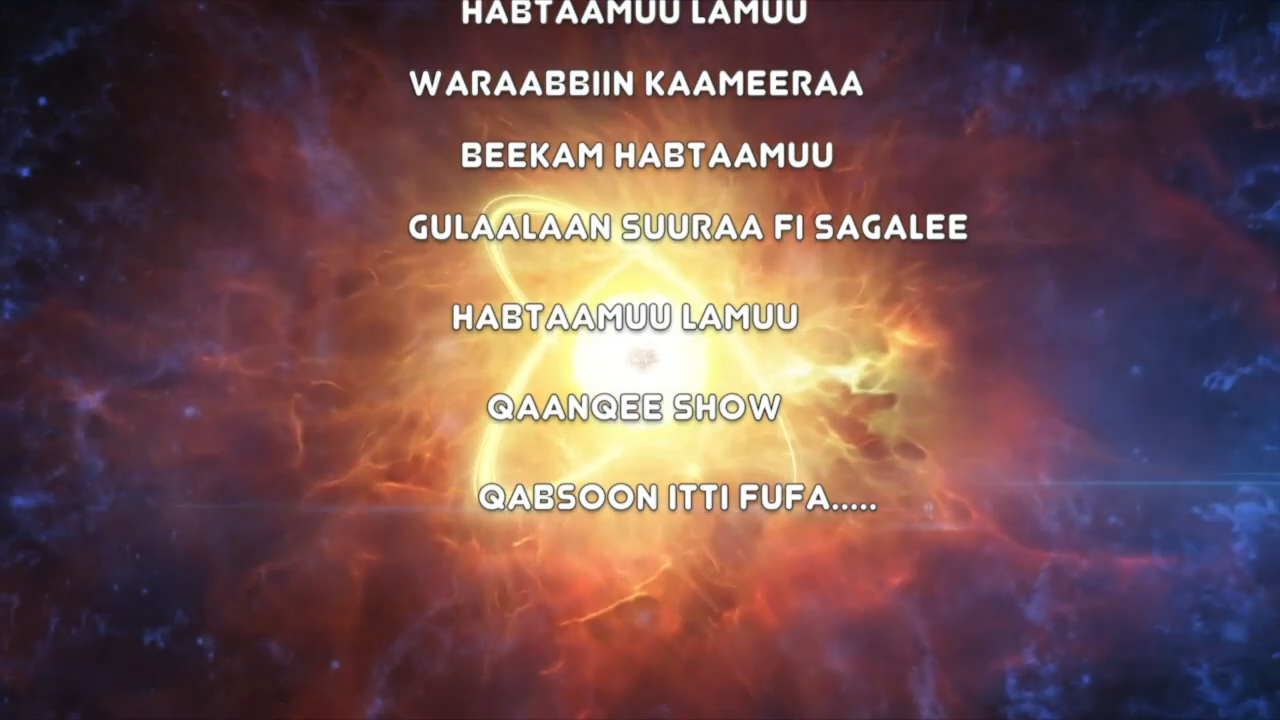 HABTAAMUU LAMUU
WARAABBIIN KAAMEERAA
BEEKAM HABTAAMUU
GULAALAAN SUURAA FI SAGALEE
HABTAAMUU LAMUU
QAANQEE SHOW
QABSOON ITTI FUFA.....